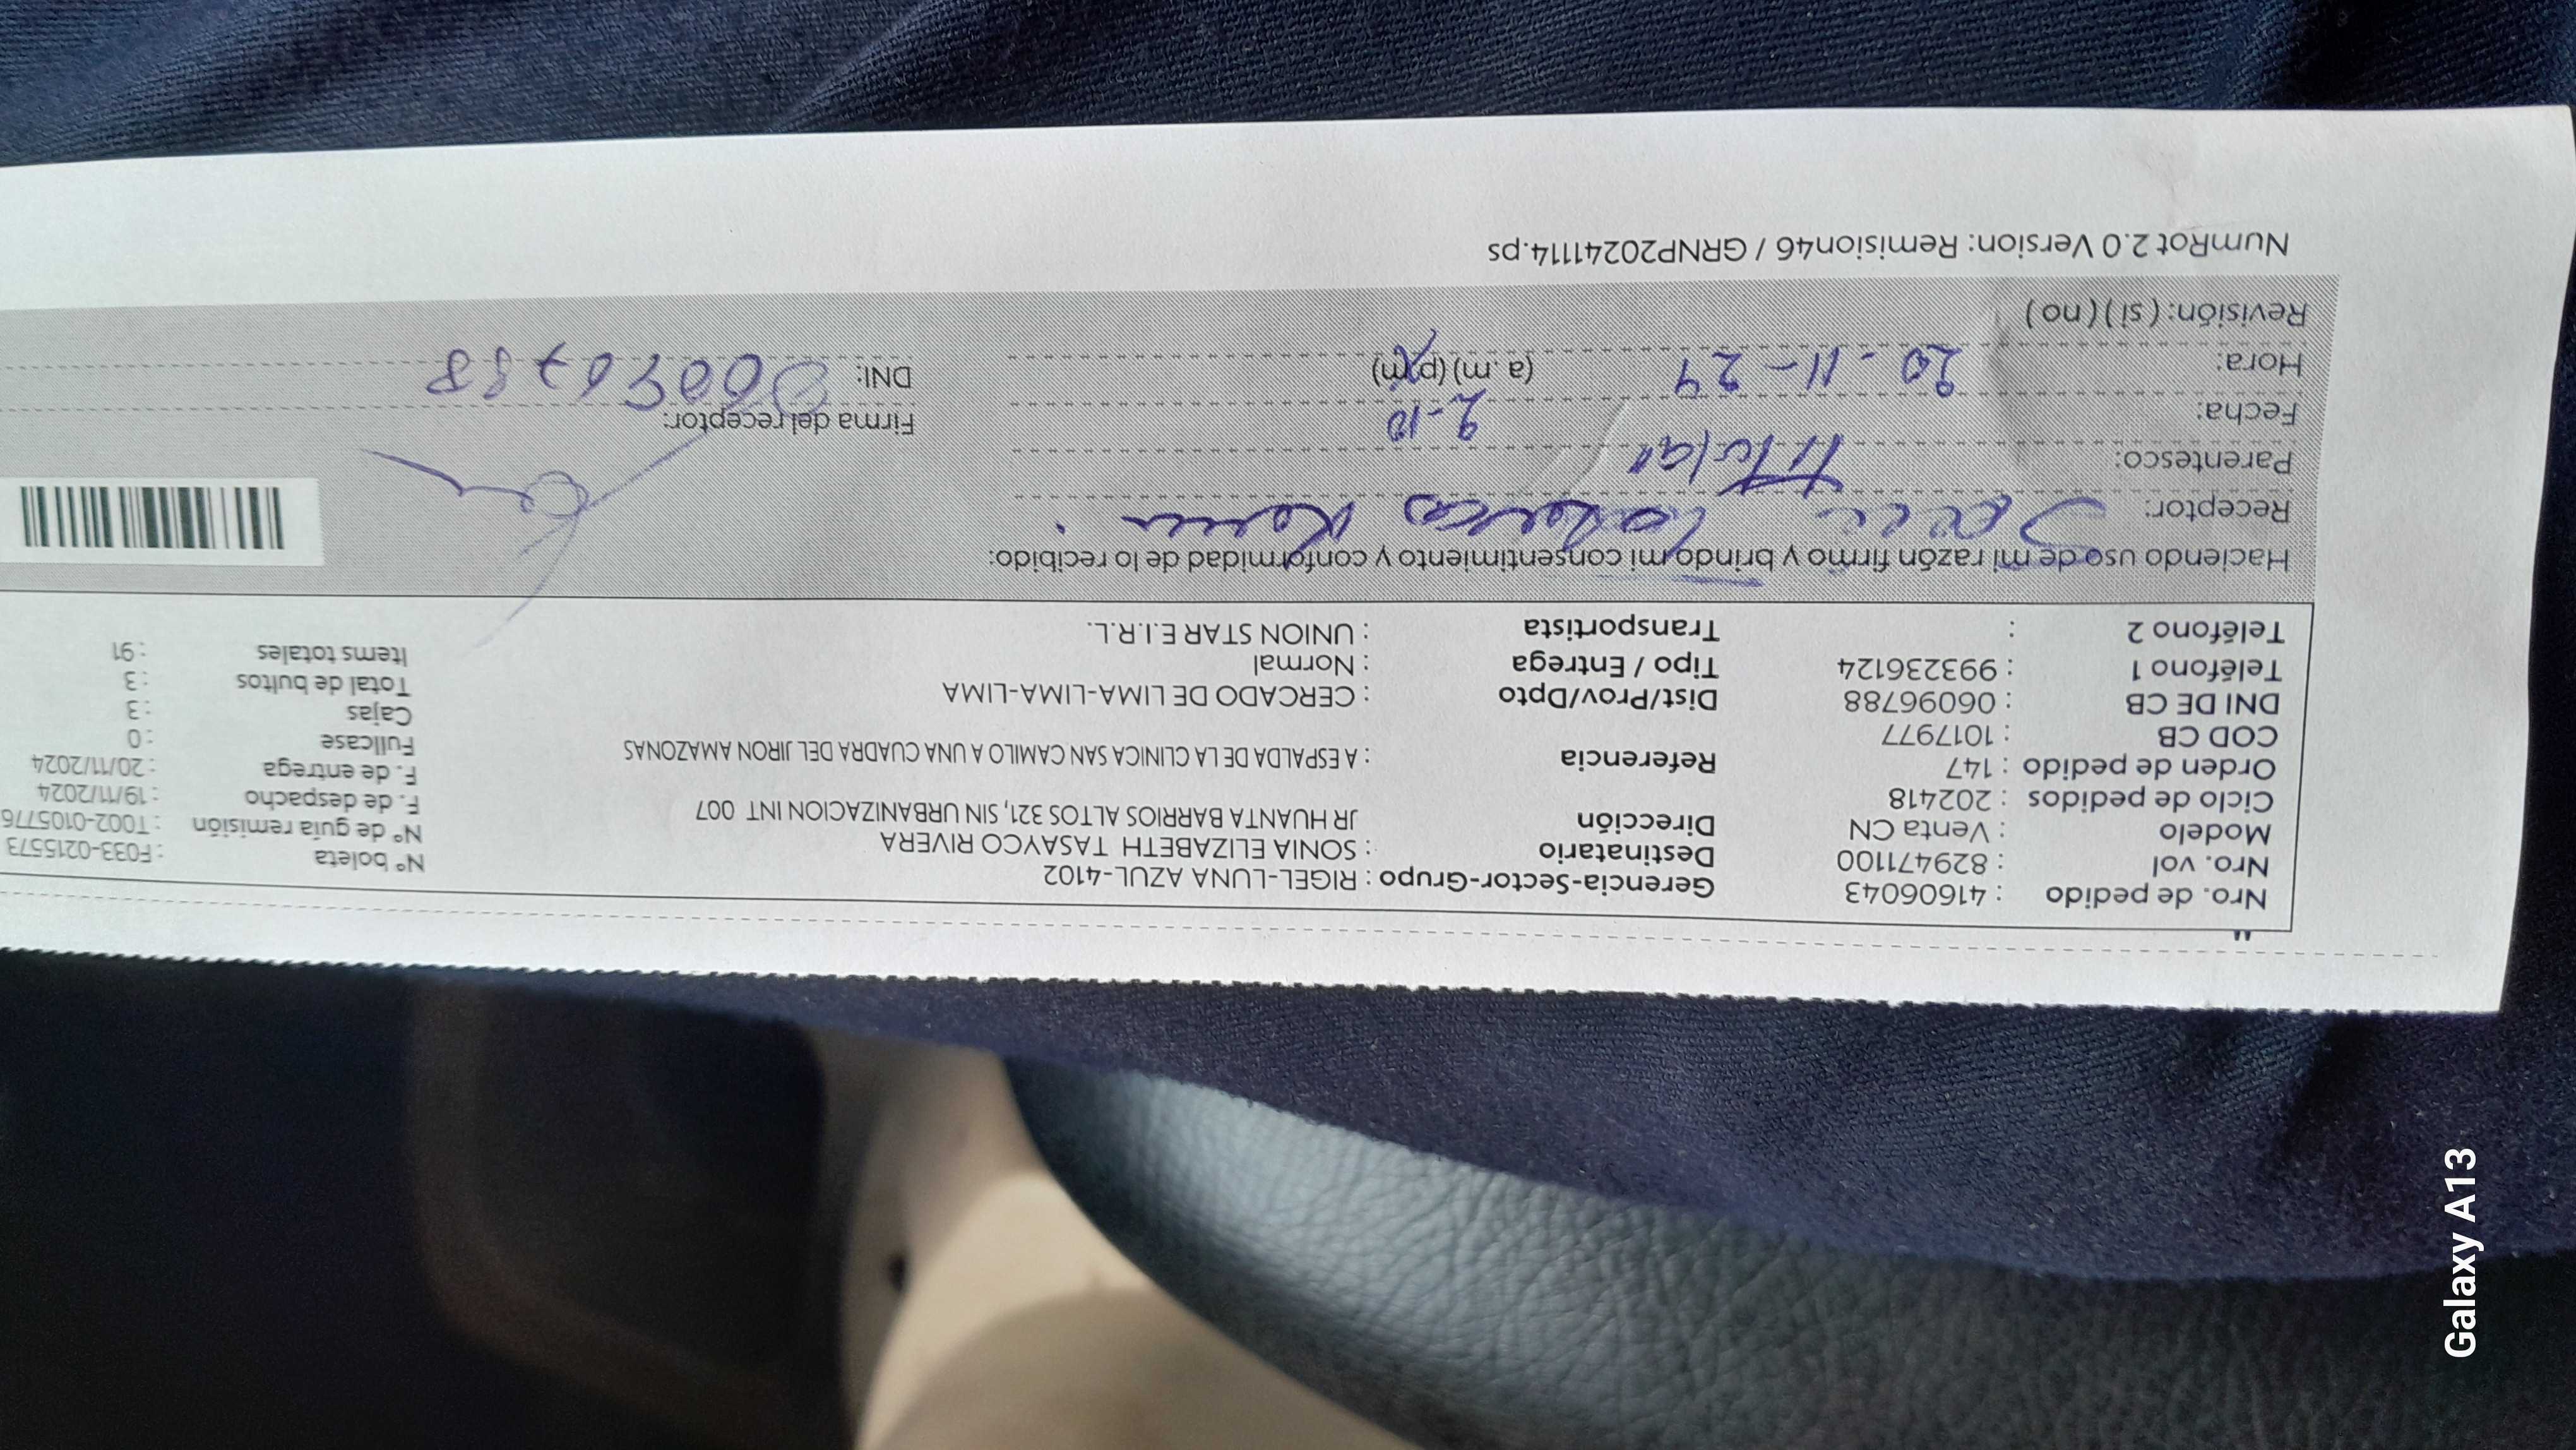 Nro. de pedido : 41606043 Gerencia-Sector-Grupo : RIGEL-LUNA AZUL-4102 N° boleta : F033-0215573
Nro. vol : 829471100 Destinatario : SONIA ELIZABETH TASAYCO RIVERA N° de guía remisión : T002-0105776
Modelo : Venta CN Dirección JR HUANTA BARRIOS ALTOS 321, SIN URBANIZACION INT 007 F. de despacho : 19/11/2024
Ciclo de pedidos : 202418 F. de entrega : 20/11/2024
Orden de pedido : 147 Referencia : A ESPALDA DE LA CLINICA SAN CAMILO A UNA CUADRA DEL JIRON AMAZONAS Fullcase : 0
COD CB : 1017977 Cajas : 3
DNI DE CB : 06096788 Dist/Prov/Dpto : CERCADO DE LIMA-LIMA-LIMA Total de bultos : 3
Teléfono 1 : 993236124 Tipo / Entrega : Normal Items totales : 91
Teléfono 2 : Transportista : UNION STAR E.I.R.L.
Haciendo uso de mi razón firmo y brindo mi consentimiento y conformidad de lo recibido:
Receptor:
Parentesco: Titular
Fecha: 9-10 Firma del receptor:
Hora: 20-11-24 (a.m) (p.m) DNI:
Revisión: (si) (no)
NumRot 2.0 Version: Remision46 / GRNP20241114.ps
Galaxy A13